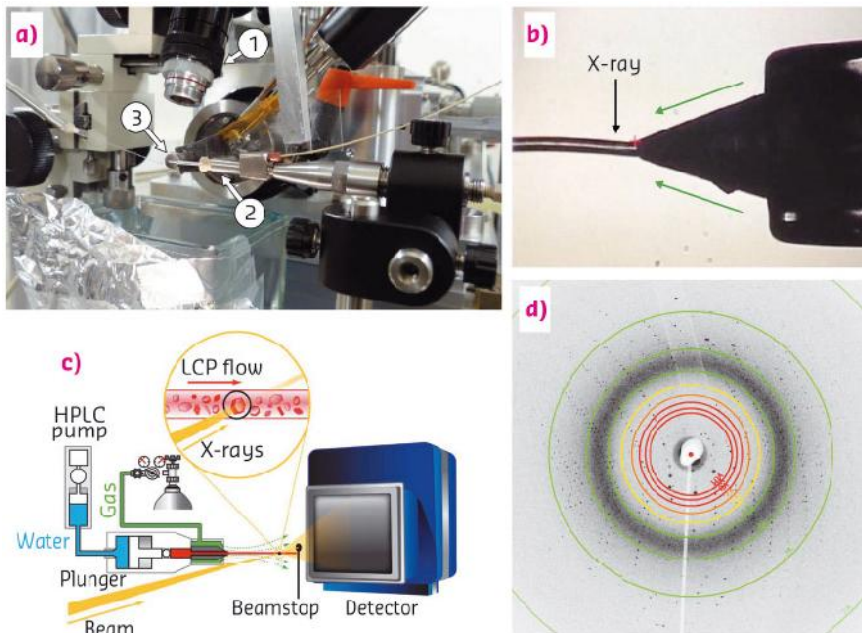 a)
1
3
2
b)
X-ray
c)
LCP flow
X-rays
HPLC
pump
Gas
Water
Plunger
Beamstop
Detector
Beam
d)